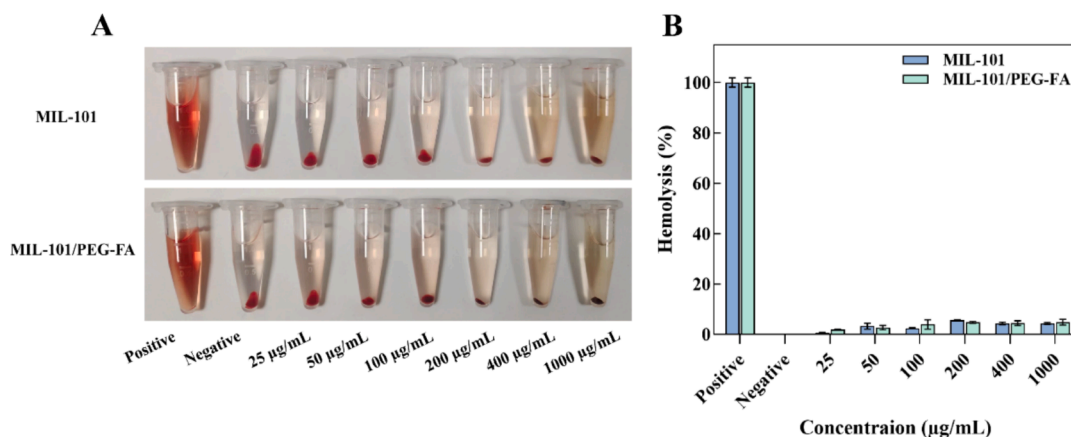 A
MIL-101
MIL-101/PEG-FA
Positive
Negative
25 μg/mL
50 μg/mL
100 μg/mL
200 μg/mL
400 μg/mL
1000 μg/mL
B
MIL-101
MIL-101/PEG-FA
Hemolysis (%)
100
80
60
40
20
0
Positive
Negative
25
50
100
200
400
1000
Concentraion (μg/mL)